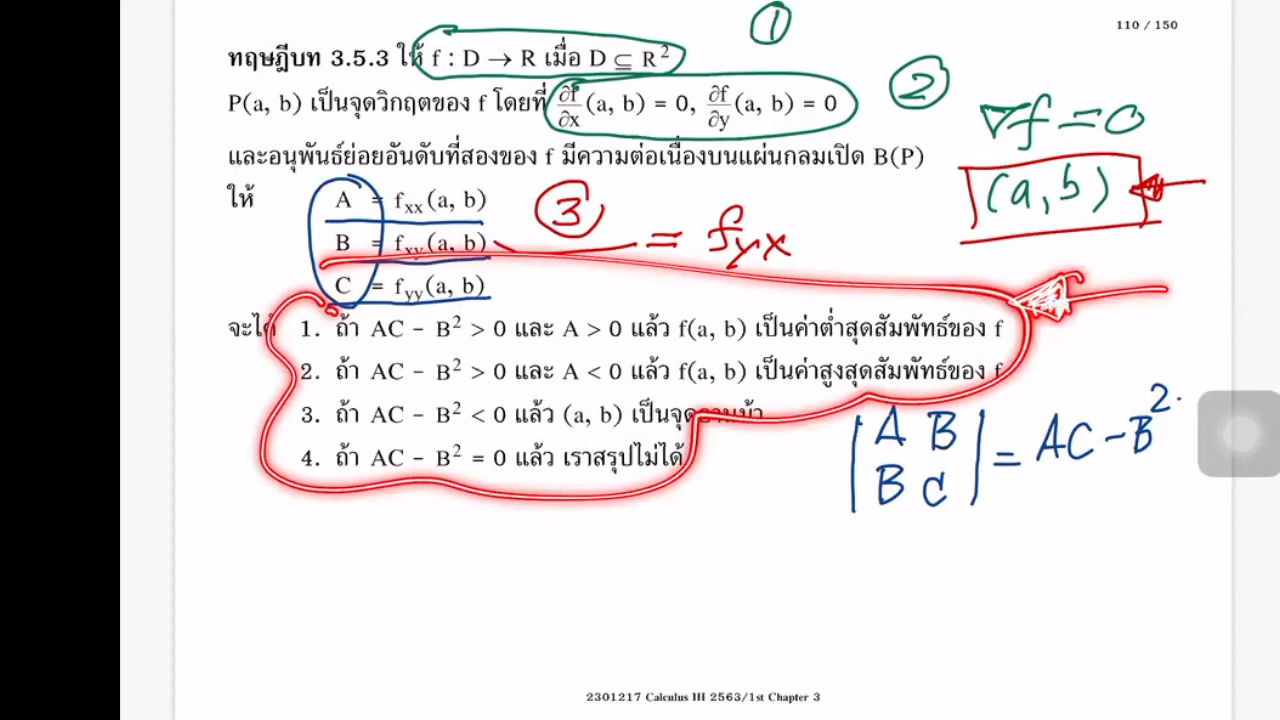 110 / 150
①
ทฤษฎีบท 3.5.3 ให้ f : D → R เมื่อ D ⊆ R²
②
P(a, b) เป็นจุดวิกฤตของ f โดยที่ ∂f/∂x (a, b) = 0, ∂f/∂y (a, b) = 0
∇f = 0
และอนุพันธ์ย่อยอันดับที่สองของ f มีความต่อเนื่องบนแผ่นกลมเปิด B(P)
(a, b)
ให้ A = fxx(a, b)
③
B = fxy(a, b) = fyx
C = fyy(a, b)
จะได้ 1. ถ้า AC − B² > 0 และ A > 0 แล้ว f(a, b) เป็นค่าต่ำสุดสัมพัทธ์ของ f
2. ถ้า AC − B² > 0 และ A < 0 แล้ว f(a, b) เป็นค่าสูงสุดสัมพัทธ์ของ f
3. ถ้า AC − B² < 0 แล้ว (a, b) เป็นจุดอานม้า
4. ถ้า AC − B² = 0 แล้ว เราสรุปไม่ได้
|A B|
|B C| = AC − B².
2301217 Calculus III 2563/1st Chapter 3